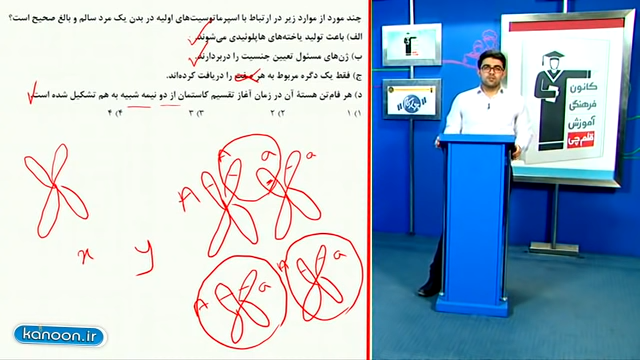 چند مورد از موارد زیر در ارتباط با اسپرماتوسیت‌های اولیه در بدن یک مرد سالم و بالغ صحیح است؟
الف) باعث تولید یاخته‌های هاپلوئیدی می‌شوند.
ب) ژن‌های مسئول تعیین جنسیت را دربردارند.
ج) فقط یک دگره مربوط به هر صفت را دریافت کرده‌اند.
د) هر فام‌تن هستهٔ آن در زمان آغاز تقسیم کاستمان از دو نیمه شبیه به هم تشکیل شده است.
۱) ۱ ۲) ۲ ۳) ۳ ۴) ۴
A A a a
x y
A a A a
kanoon.ir
کانون
فرهنگی
آموزش
قلم‌چی